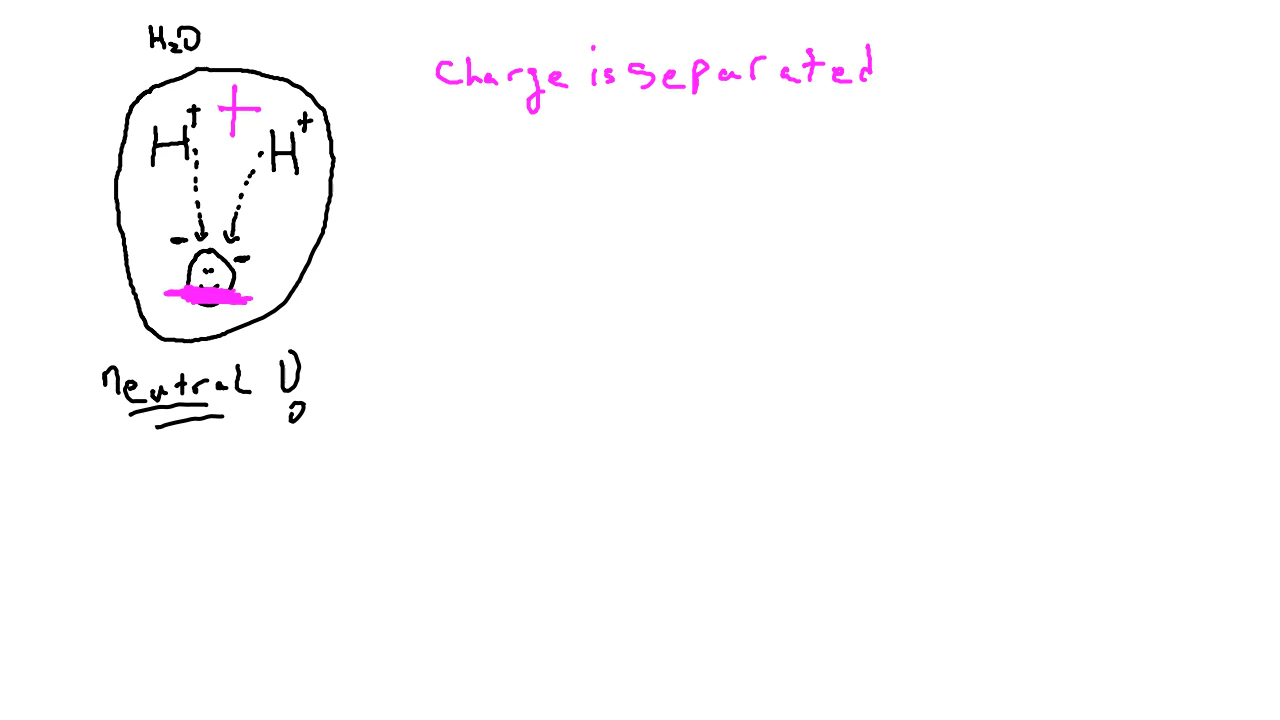 H₂O
charge is separated
+
H⁺ H⁺
- -
neutral !